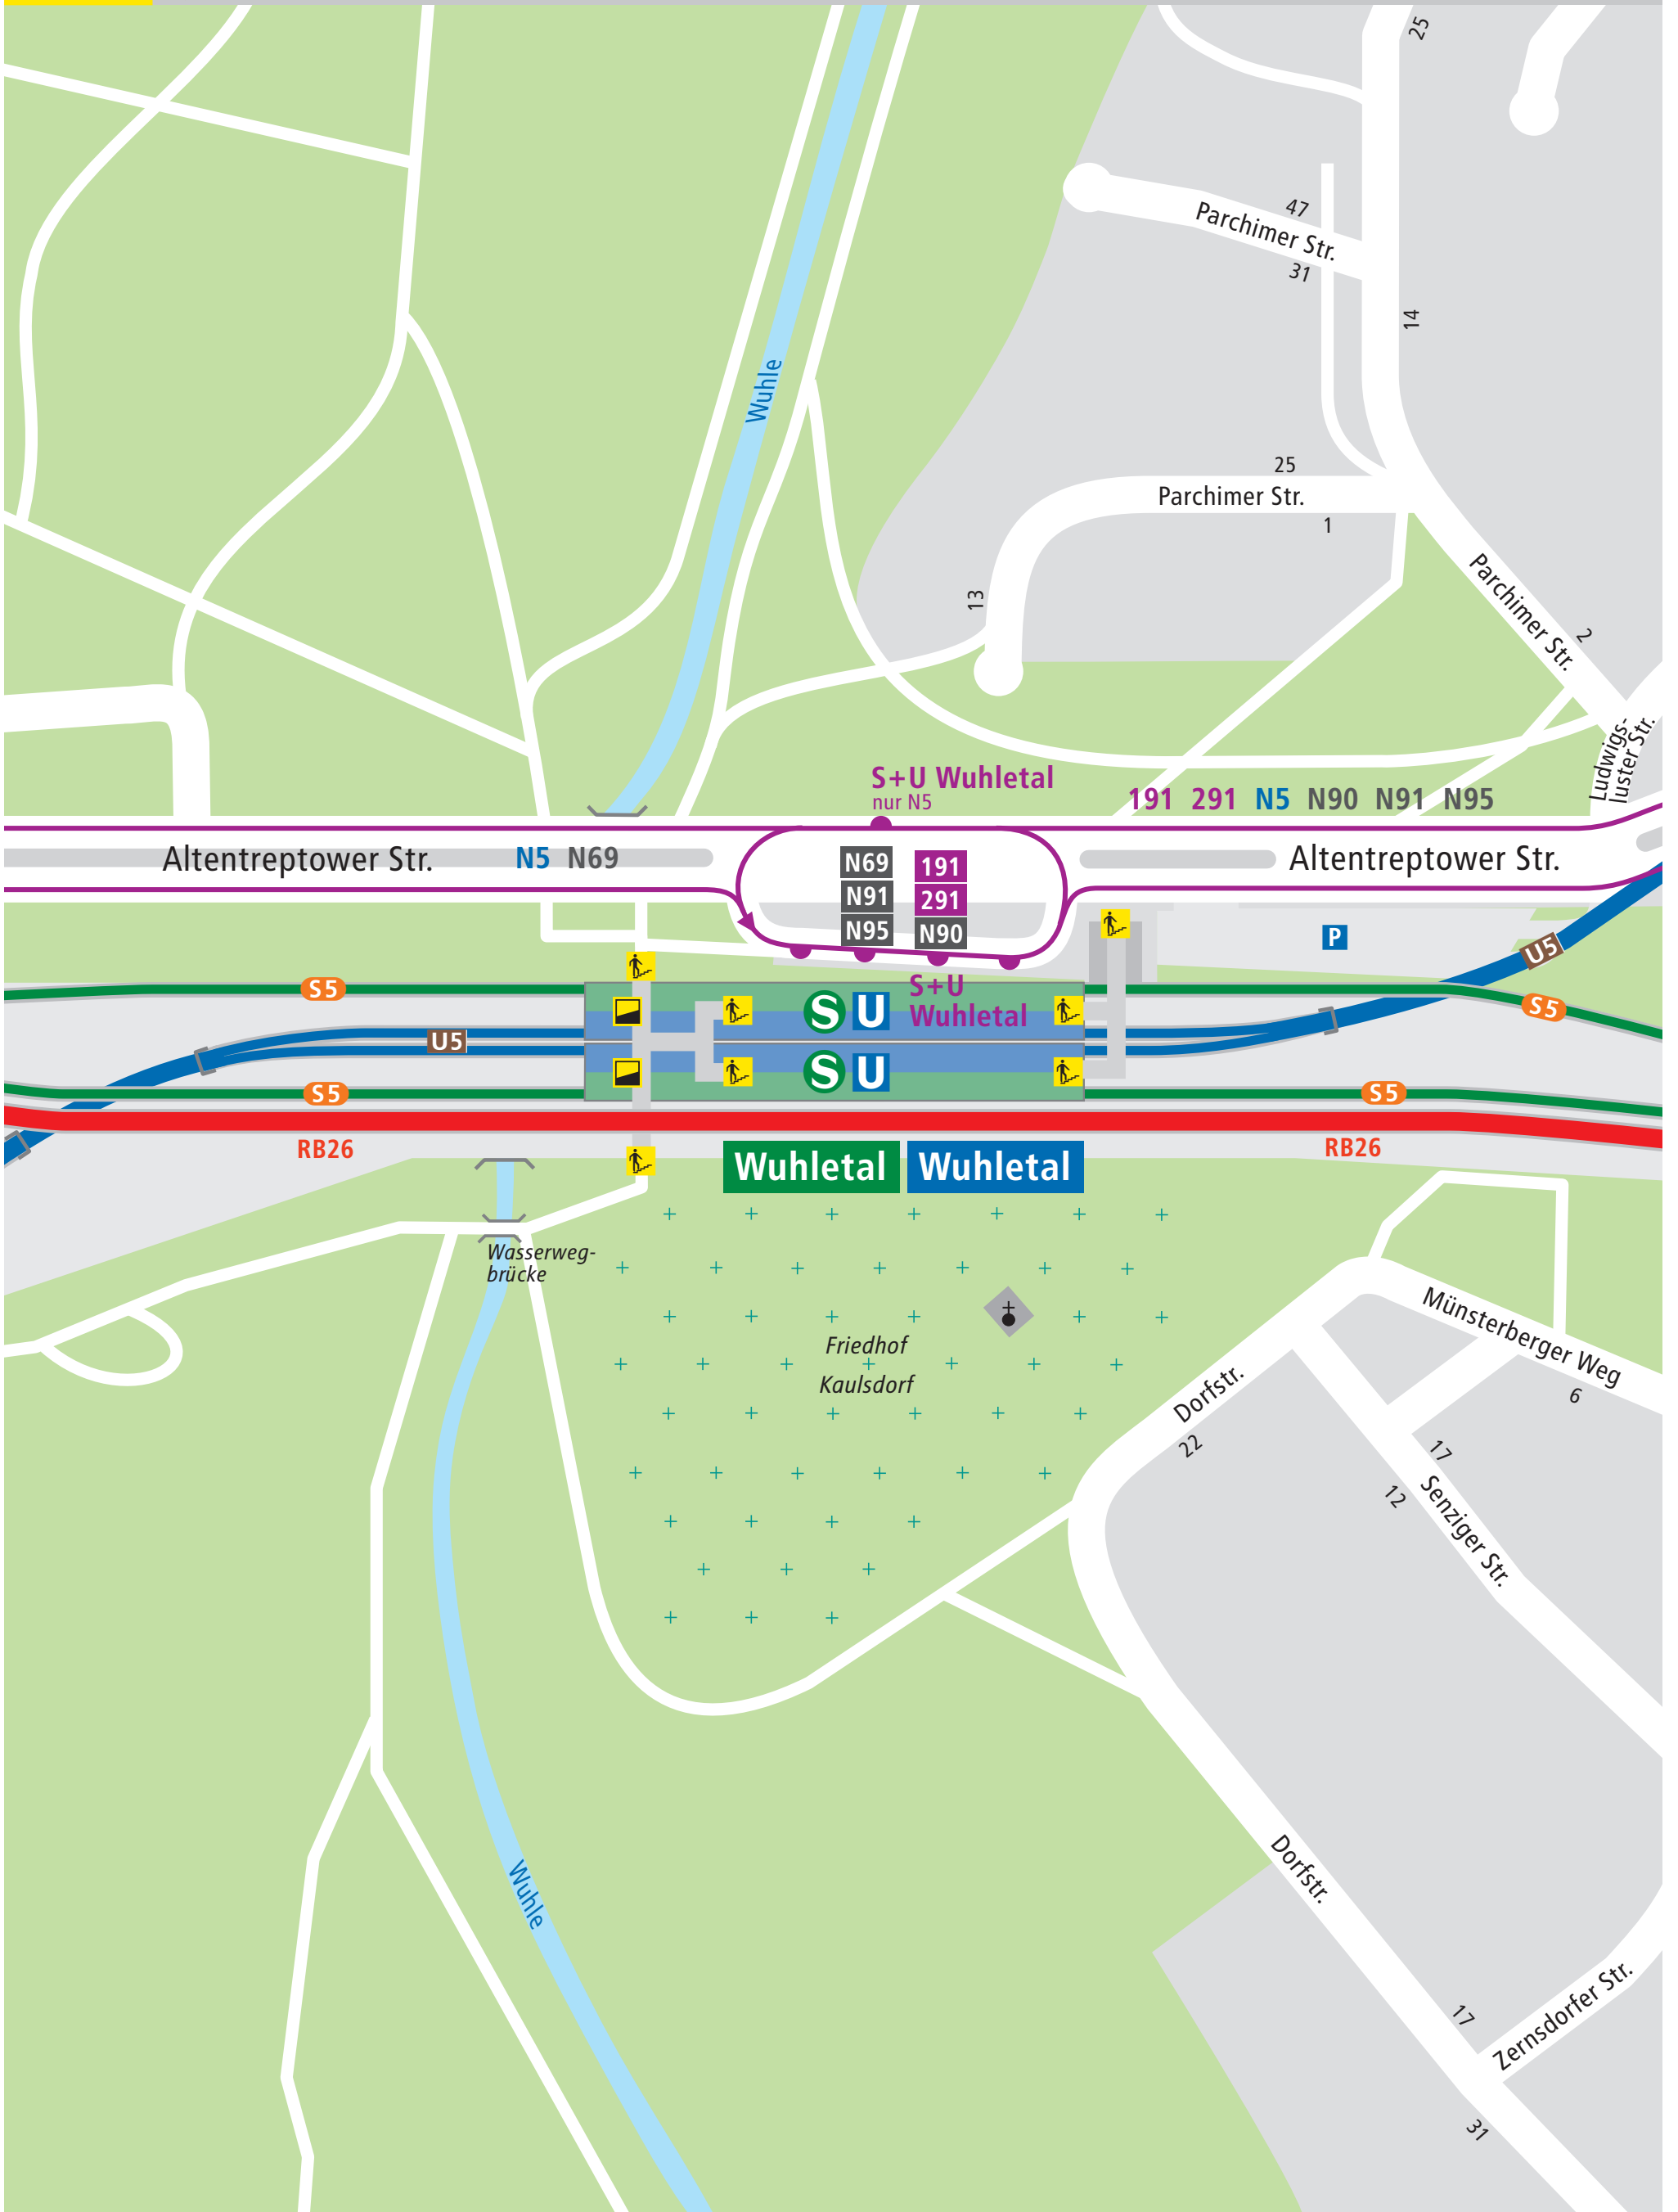 25
47
Parchimer Str.
31
14
Wuhle
25
Parchimer Str.
1
13
Parchimer Str.
2
Ludwigs-
luster Str.
S+U Wuhletal
nur N5
191 291 N5 N90 N91 N95
Altentreptower Str.
N5 N69
N69
191
N91
291
N95
N90
Altentreptower Str.
P
U5
S5
S U
S+U
Wuhletal
S5
U5
S U
S5
S5
RB26
RB26
Wuhletal
Wuhletal
Wasserweg-
brücke
Friedhof
Kaulsdorf
Münsterberger Weg
6
Dorfstr.
22
17
12
Senziger Str.
Wuhle
Dorfstr.
17
Zernsdorfer Str.
31